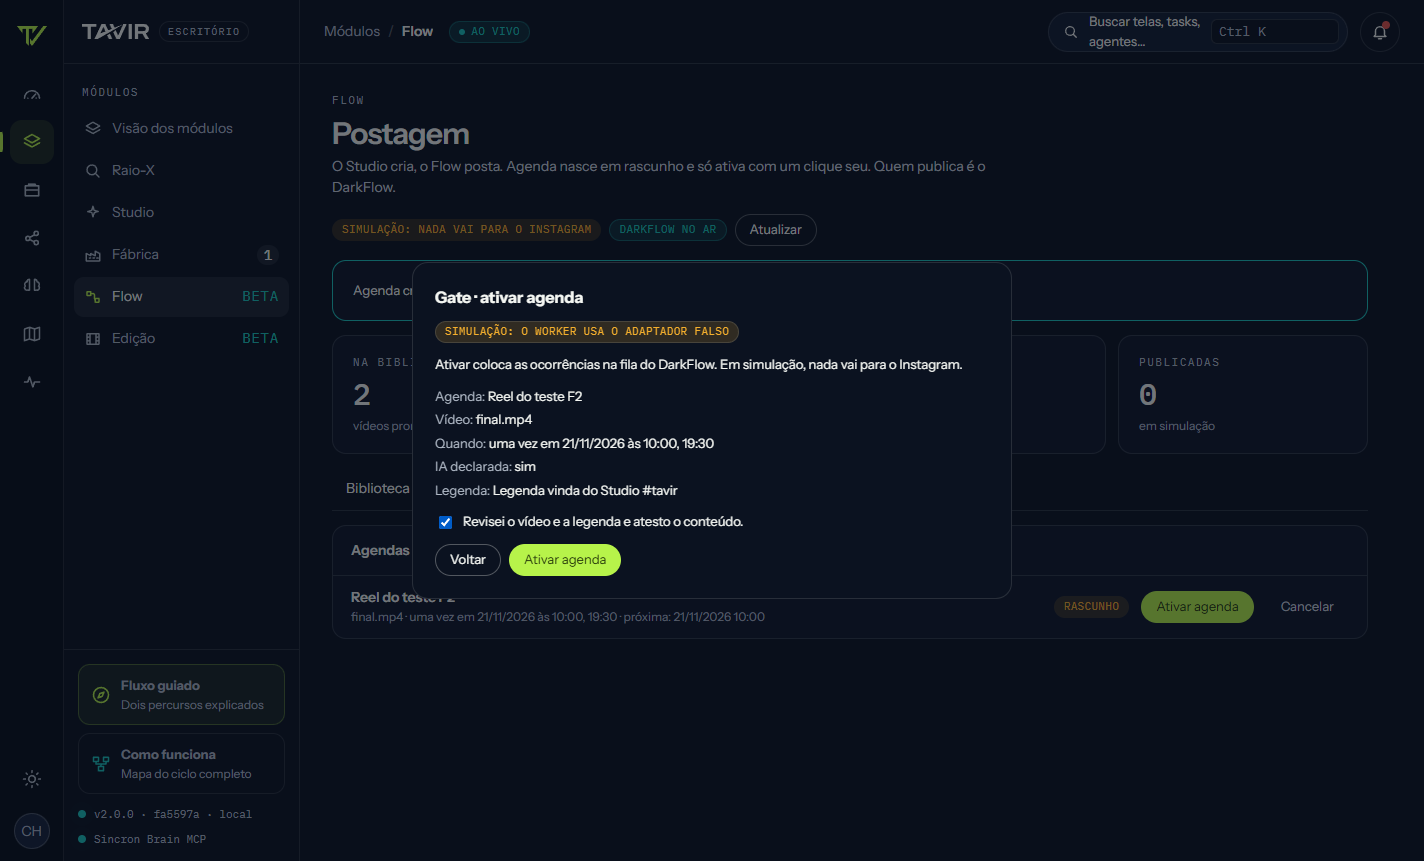 TAVIR
ESCRITÓRIO
Módulos / Flow
AO VIVO
Buscar telas, tasks,
agentes...
Ctrl K
MÓDULOS
Visão dos módulos
Raio-X
Studio
Fábrica
1
Flow
BETA
Edição
BETA
Fluxo guiado
Dois percursos explicados
Como funciona
Mapa do ciclo completo
v2.0.0 · fa5597a · local
Sincron Brain MCP
CH
FLOW
Postagem
O Studio cria, o Flow posta. Agenda nasce em rascunho e só ativa com um clique seu. Quem publica é o
DarkFlow.
SIMULAÇÃO: NADA VAI PARA O INSTAGRAM
DARKFLOW NO AR
Atualizar
Agenda
NA
2
vídeos
PUBLICADAS
0
em simulação
Biblioteca
Agendas
Gate · ativar agenda
SIMULAÇÃO: O WORKER USA O ADAPTADOR FALSO
Ativar coloca as ocorrências na fila do DarkFlow. Em simulação, nada vai para o Instagram.
Agenda: Reel do teste F2
Vídeo: final.mp4
Quando: uma vez em 21/11/2026 às 10:00, 19:30
IA declarada: sim
Legenda: Legenda vinda do Studio #tavir
Revisei o vídeo e a legenda e atesto o conteúdo.
Voltar
Ativar agenda
Reel do teste F2
final.mp4 · uma vez em 21/11/2026 às 10:00, 19:30 · próxima: 21/11/2026 10:00
RASCUNHO
Ativar agenda
Cancelar